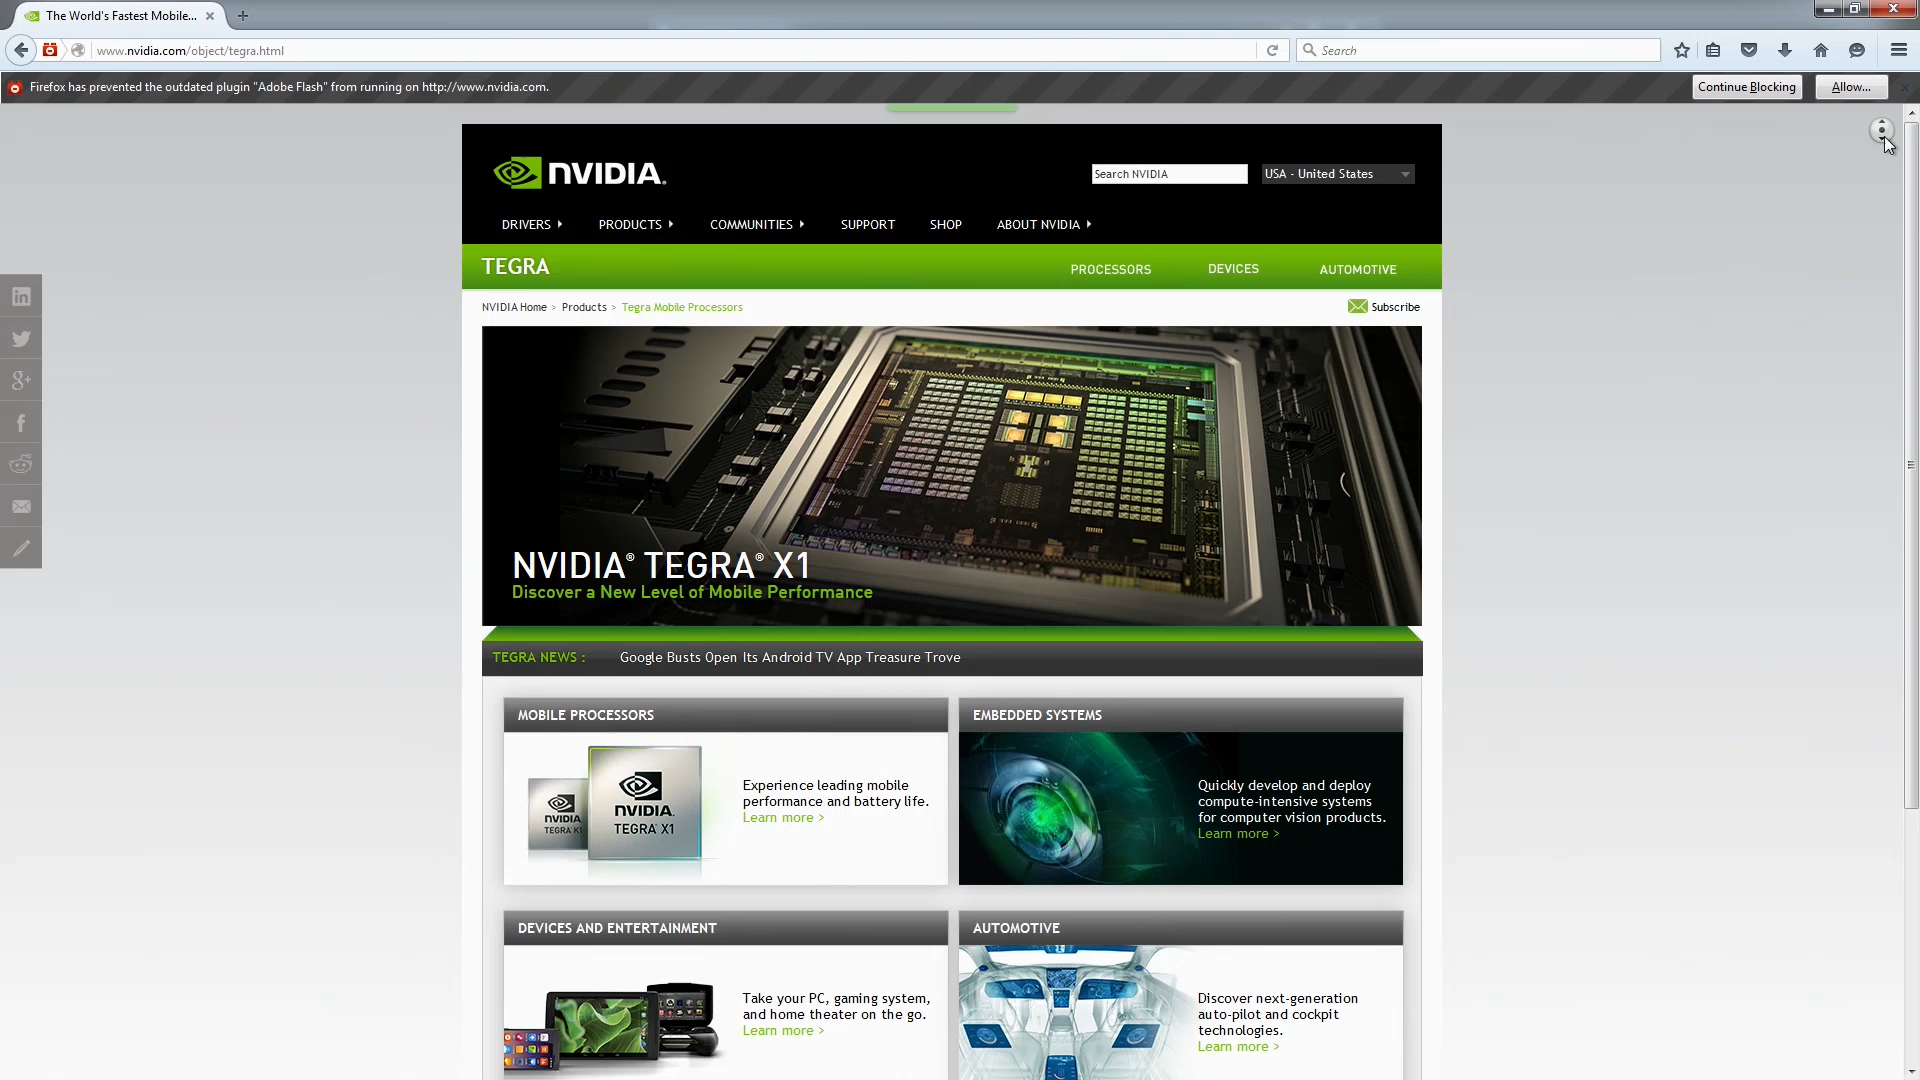 The World's Fastest Mobile...
www.nvidia.com/object/tegra.html
Search
Firefox has prevented the outdated plugin "Adobe Flash" from running on http://www.nvidia.com.
Continue Blocking
Allow...
NVIDIA.
Search NVIDIA
USA - United States
DRIVERS
PRODUCTS
COMMUNITIES
SUPPORT
SHOP
ABOUT NVIDIA
TEGRA
PROCESSORS
DEVICES
AUTOMOTIVE
NVIDIA Home > Products > Tegra Mobile Processors
Subscribe
NVIDIA® TEGRA® X1
Discover a New Level of Mobile Performance
TEGRA NEWS :
Google Busts Open Its Android TV App Treasure Trove
MOBILE PROCESSORS
NVIDIA.
TEGRA K1
NVIDIA.
TEGRA X1
Experience leading mobile
performance and battery life.
Learn more >
EMBEDDED SYSTEMS
Quickly develop and deploy
compute-intensive systems
for computer vision products.
Learn more >
DEVICES AND ENTERTAINMENT
Take your PC, gaming system,
and home theater on the go.
Learn more >
AUTOMOTIVE
Discover next-generation
auto-pilot and cockpit
technologies.
Learn more >